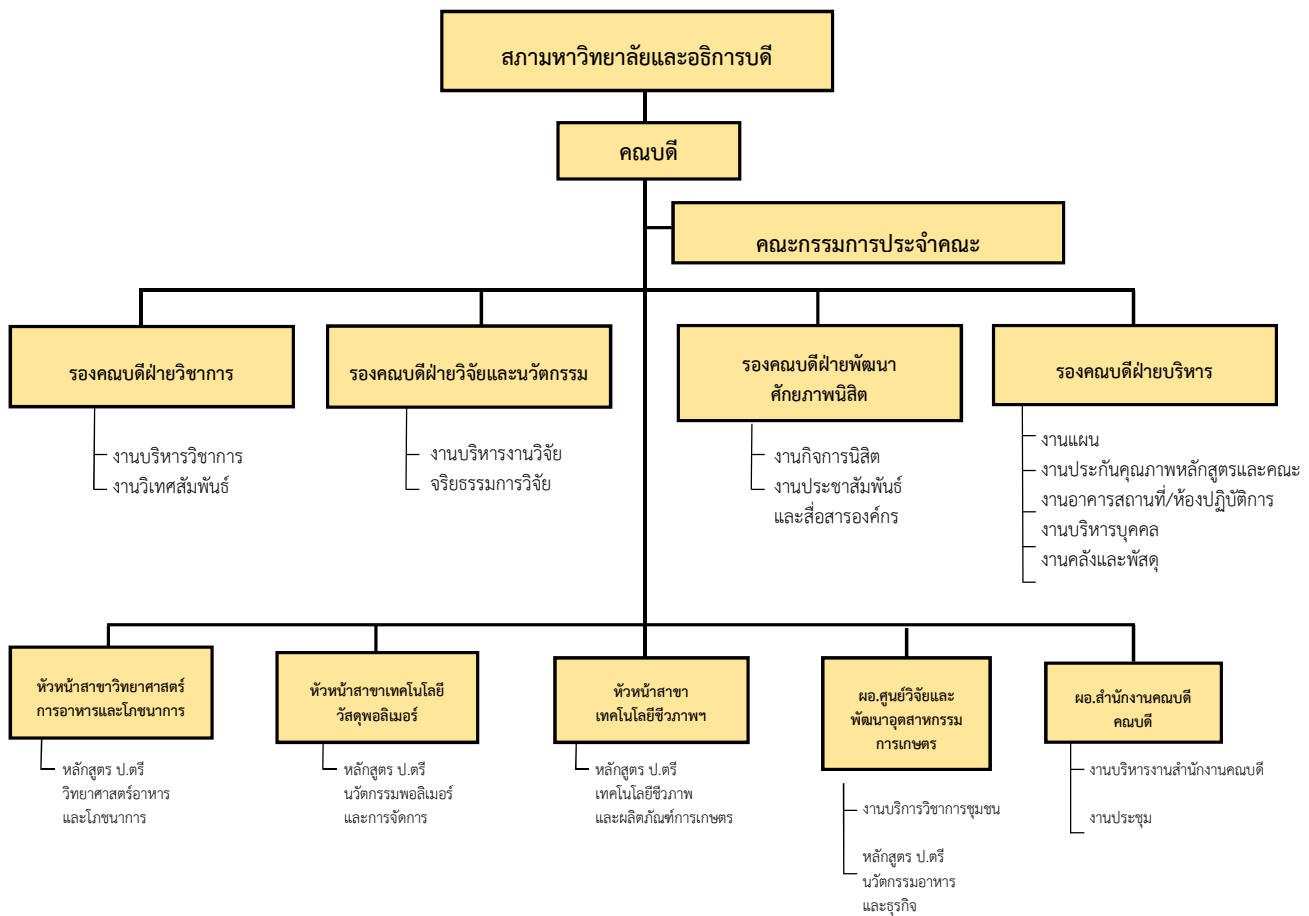 สภามหาวิทยาลัยและอธิการบดี
คณบดี
คณะกรรมการประจำคณะ
รองคณบดีฝ่ายวิชาการ
งานบริหารวิชาการ
งานวิเทศสัมพันธ์
รองคณบดีฝ่ายวิจัยและนวัตกรรม
งานบริหารงานวิจัย
จริยธรรมการวิจัย
รองคณบดีฝ่ายพัฒนา
ศักยภาพนิสิต
งานกิจการนิสิต
งานประชาสัมพันธ์
และสื่อสารองค์กร
รองคณบดีฝ่ายบริหาร
งานแผน
งานประกันคุณภาพหลักสูตรและคณะ
งานอาคารสถานที่/ห้องปฏิบัติการ
งานบริหารบุคคล
งานคลังและพัสดุ
หัวหน้าสาขาวิทยาศาสตร์
การอาหารและโภชนาการ
หลักสูตร ป.ตรี
วิทยาศาสตร์อาหาร
และโภชนาการ
หัวหน้าสาขาเทคโนโลยี
วัสดุพอลิเมอร์
หลักสูตร ป.ตรี
นวัตกรรมพอลิเมอร์
และการจัดการ
หัวหน้าสาขา
เทคโนโลยีชีวภาพฯ
หลักสูตร ป.ตรี
เทคโนโลยีชีวภาพ
และผลิตภัณฑ์การเกษตร
ผอ.ศูนย์วิจัยและ
พัฒนาอุตสาหกรรม
การเกษตร
งานบริการวิชาการชุมชน
หลักสูตร ป.ตรี
นวัตกรรมอาหาร
และธุรกิจ
ผอ.สำนักงานคณบดี
คณบดี
งานบริหารงานสำนักงานคณบดี
งานประชุม